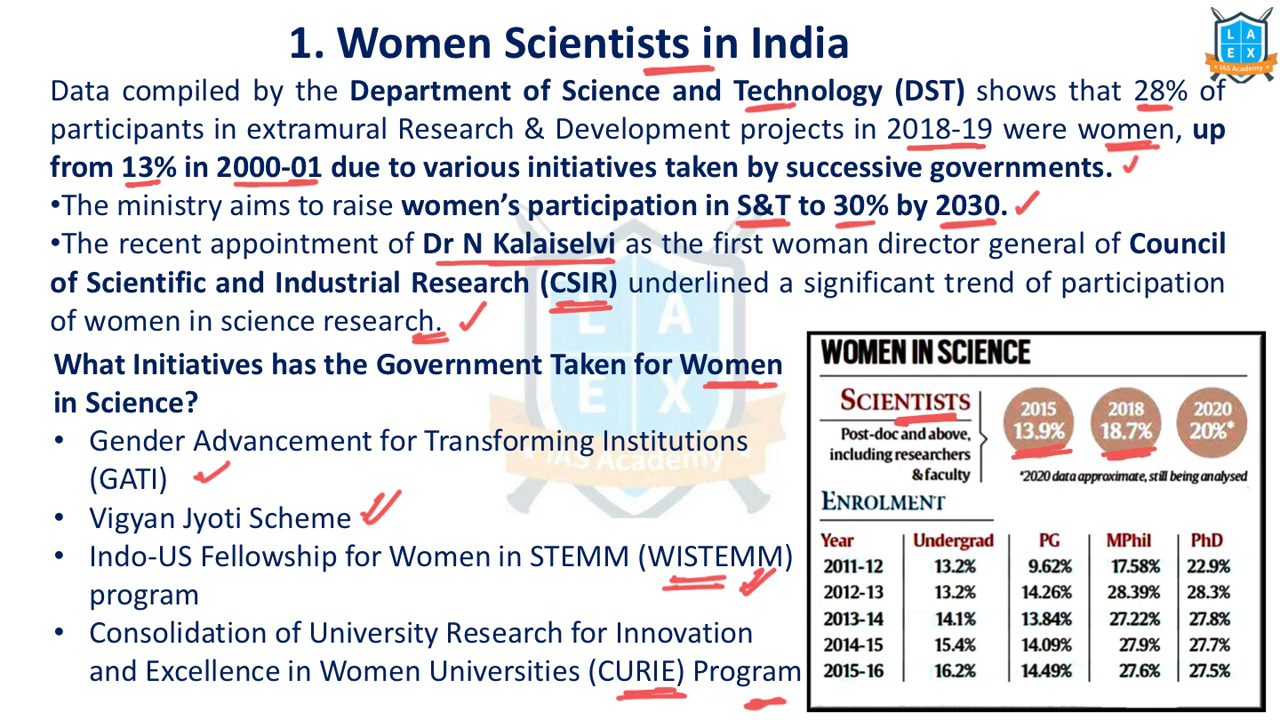 1. Women Scientists in India
L A
E X
IAS Academy
Data compiled by the Department of Science and Technology (DST) shows that 28% of
participants in extramural Research & Development projects in 2018-19 were women, up
from 13% in 2000-01 due to various initiatives taken by successive governments.
•The ministry aims to raise women's participation in S&T to 30% by 2030.
•The recent appointment of Dr N Kalaiselvi as the first woman director general of Council
of Scientific and Industrial Research (CSIR) underlined a significant trend of participation
of women in science research.
L A
E X
IAS Academy
What Initiatives has the Government Taken for Women
in Science?
• Gender Advancement for Transforming Institutions
(GATI)
• Vigyan Jyoti Scheme
• Indo-US Fellowship for Women in STEMM (WISTEMM)
program
• Consolidation of University Research for Innovation
and Excellence in Women Universities (CURIE) Program
WOMEN IN SCIENCE
SCIENTISTS
Post-doc and above,
including researchers
& faculty
2015 2018 2020
13.9% 18.7% 20%*
*2020 data approximate, still being analysed
ENROLMENT
Year Undergrad PG MPhil PhD
2011-12 13.2% 9.62% 17.58% 22.9%
2012-13 13.2% 14.26% 28.39% 28.3%
2013-14 14.1% 13.84% 27.22% 27.8%
2014-15 15.4% 14.09% 27.9% 27.7%
2015-16 16.2% 14.49% 27.6% 27.5%